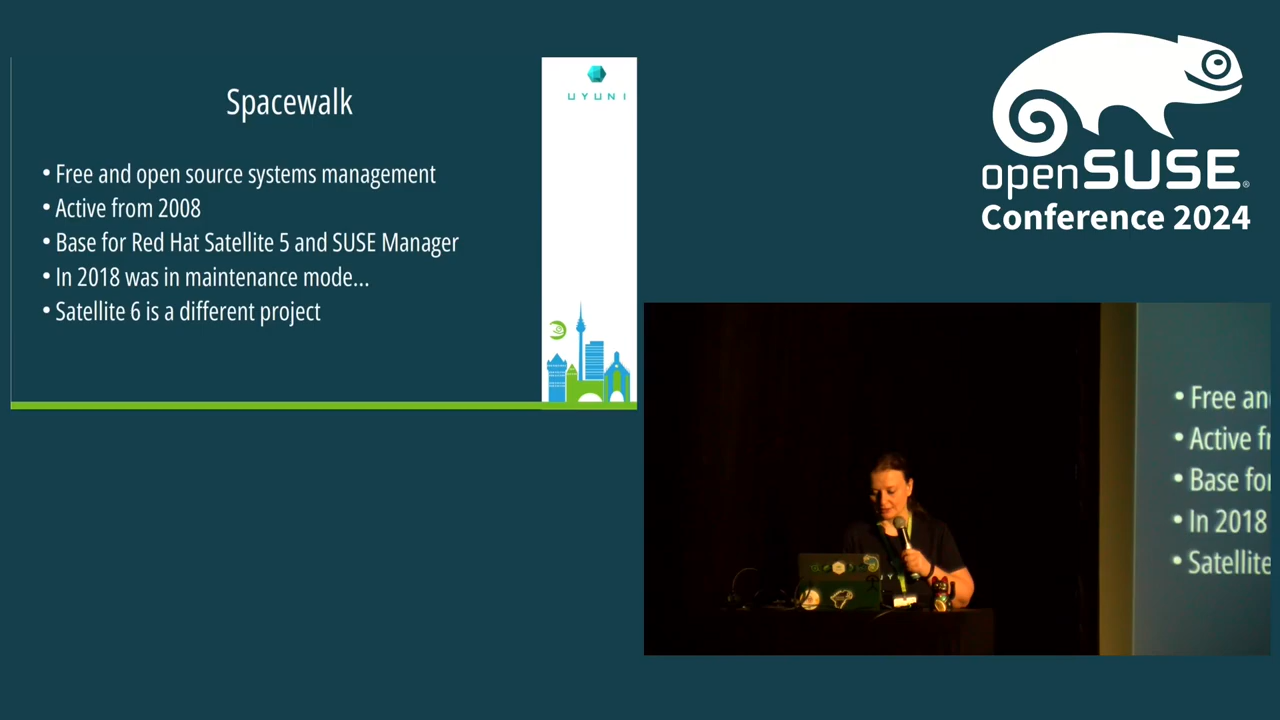 Spacewalk
• Free and open source systems management
• Active from 2008
• Base for Red Hat Satellite 5 and SUSE Manager
• In 2018 was in maintenance mode...
• Satellite 6 is a different project
UYUNI
openSUSE®
Conference 2024
• Free an
• Active f
• Base fo
• In 2018
• Satellite